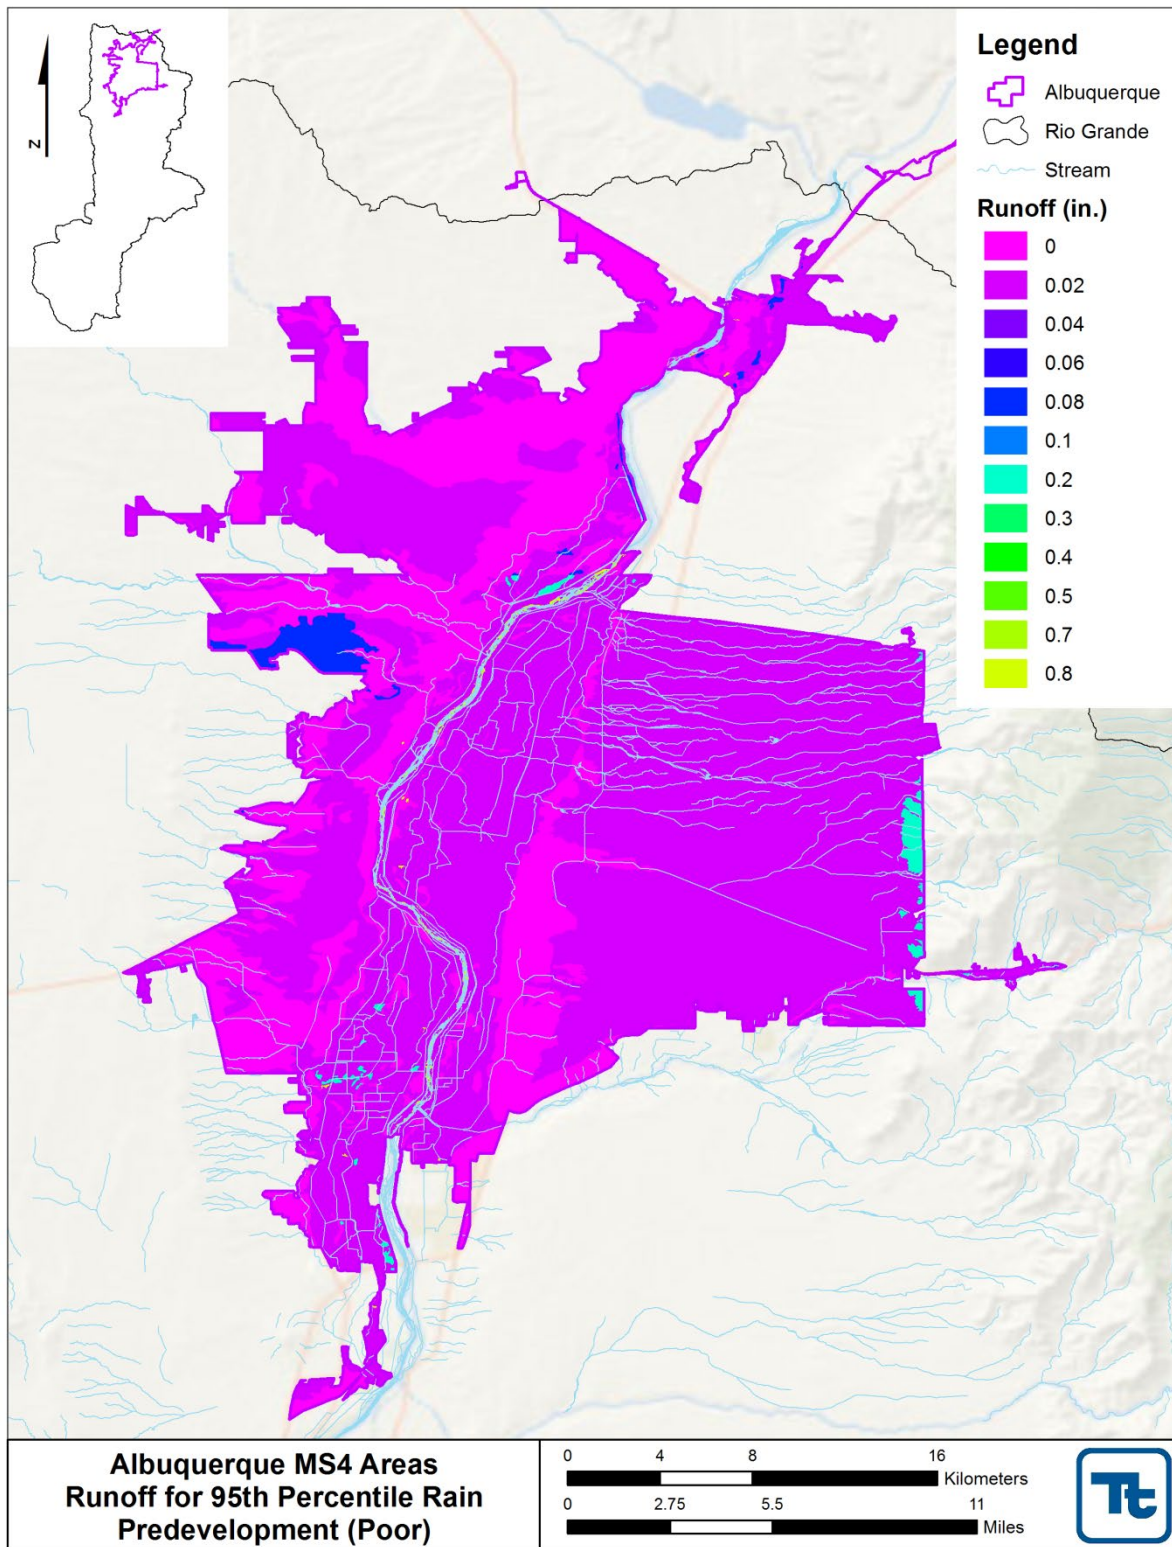 N
Legend
Albuquerque
Rio Grande
Stream
Runoff (in.)
0
0.02
0.04
0.06
0.08
0.1
0.2
0.3
0.4
0.5
0.7
0.8
Albuquerque MS4 Areas
Runoff for 95th Percentile Rain
Predevelopment (Poor)
0 4 8 16
Kilometers
0 2.75 5.5 11
Miles
Tt